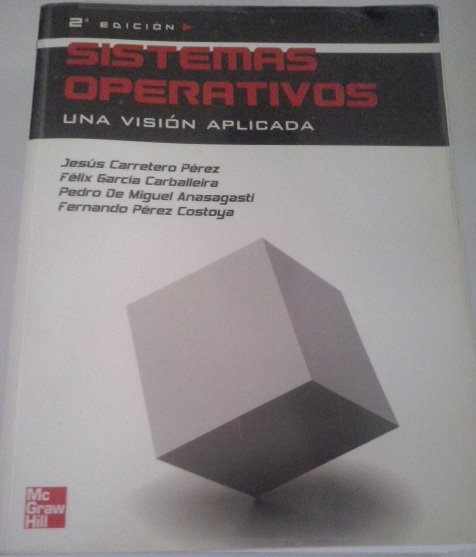 2ª EDICIÓN
SISTEMAS
OPERATIVOS
UNA VISIÓN APLICADA
Jesús Carretero Pérez
Félix García Carballeira
Pedro De Miguel Anasagasti
Fernando Pérez Costoya
Mc
Graw
Hill